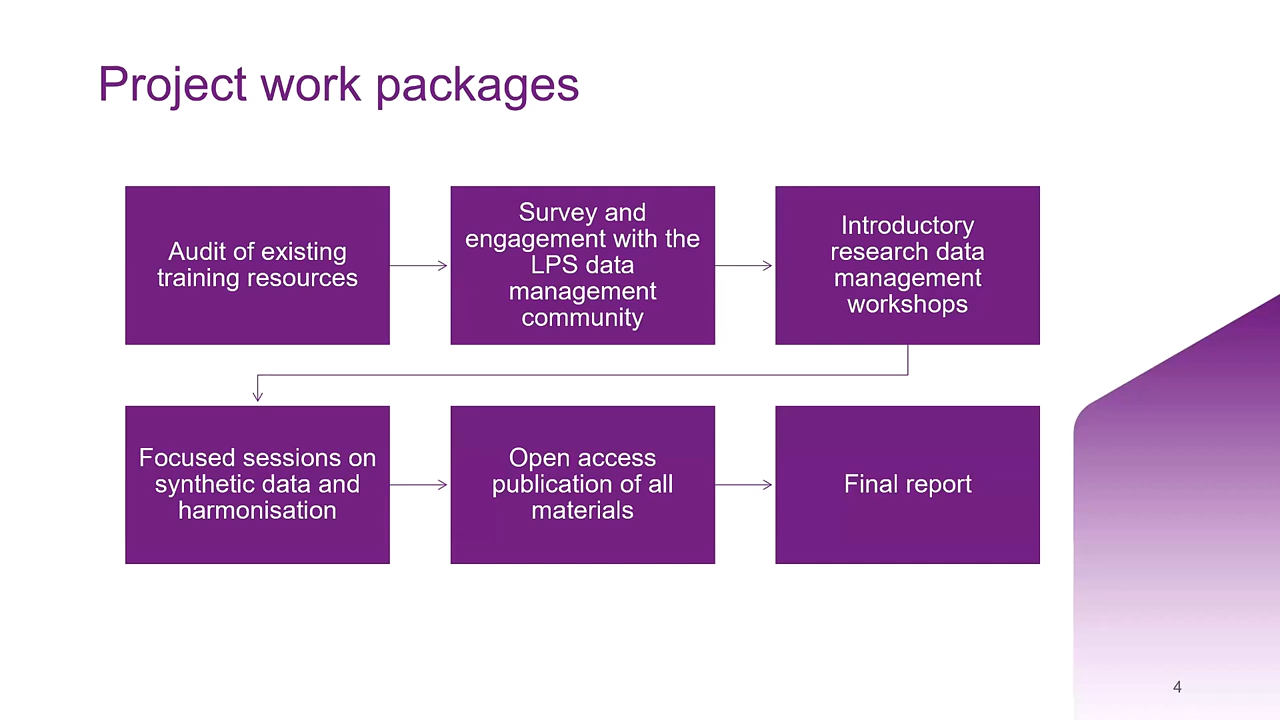 Project work packages
Audit of existing
training resources
Survey and
engagement with the
LPS data
management
community
Introductory
research data
management
workshops
Focused sessions on
synthetic data and
harmonisation
Open access
publication of all
materials
Final report
4